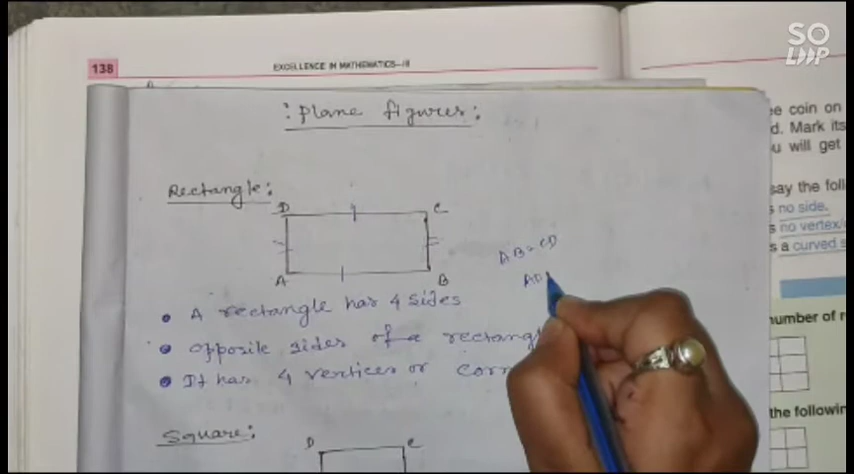 SO
LOOP
138
EXCELLENCE IN MATHEMATICS—III
: Plane figures :
Rectangle :
D C
A B
AB = CD
AD
• A rectangle has 4 sides
• Opposite sides of a rectang
• It has 4 vertices or corn
Square :
D C
ee coin on
d. Mark its
u will get
say the foll
s no side.
s no vertex/
s a curved s
number of r
the followin